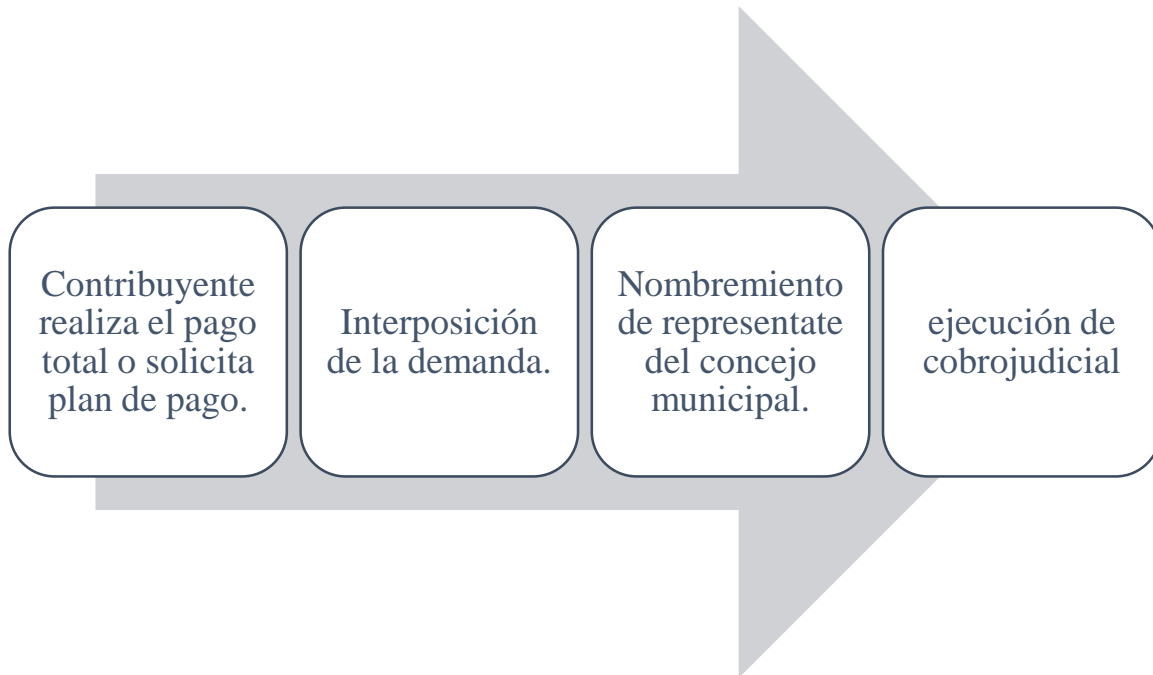 Contribuyente
realiza el pago
total o solicita
plan de pago.
Interposición
de la demanda.
Nombremiento
de representate
del concejo
municipal.
ejecución de
cobrojudicial